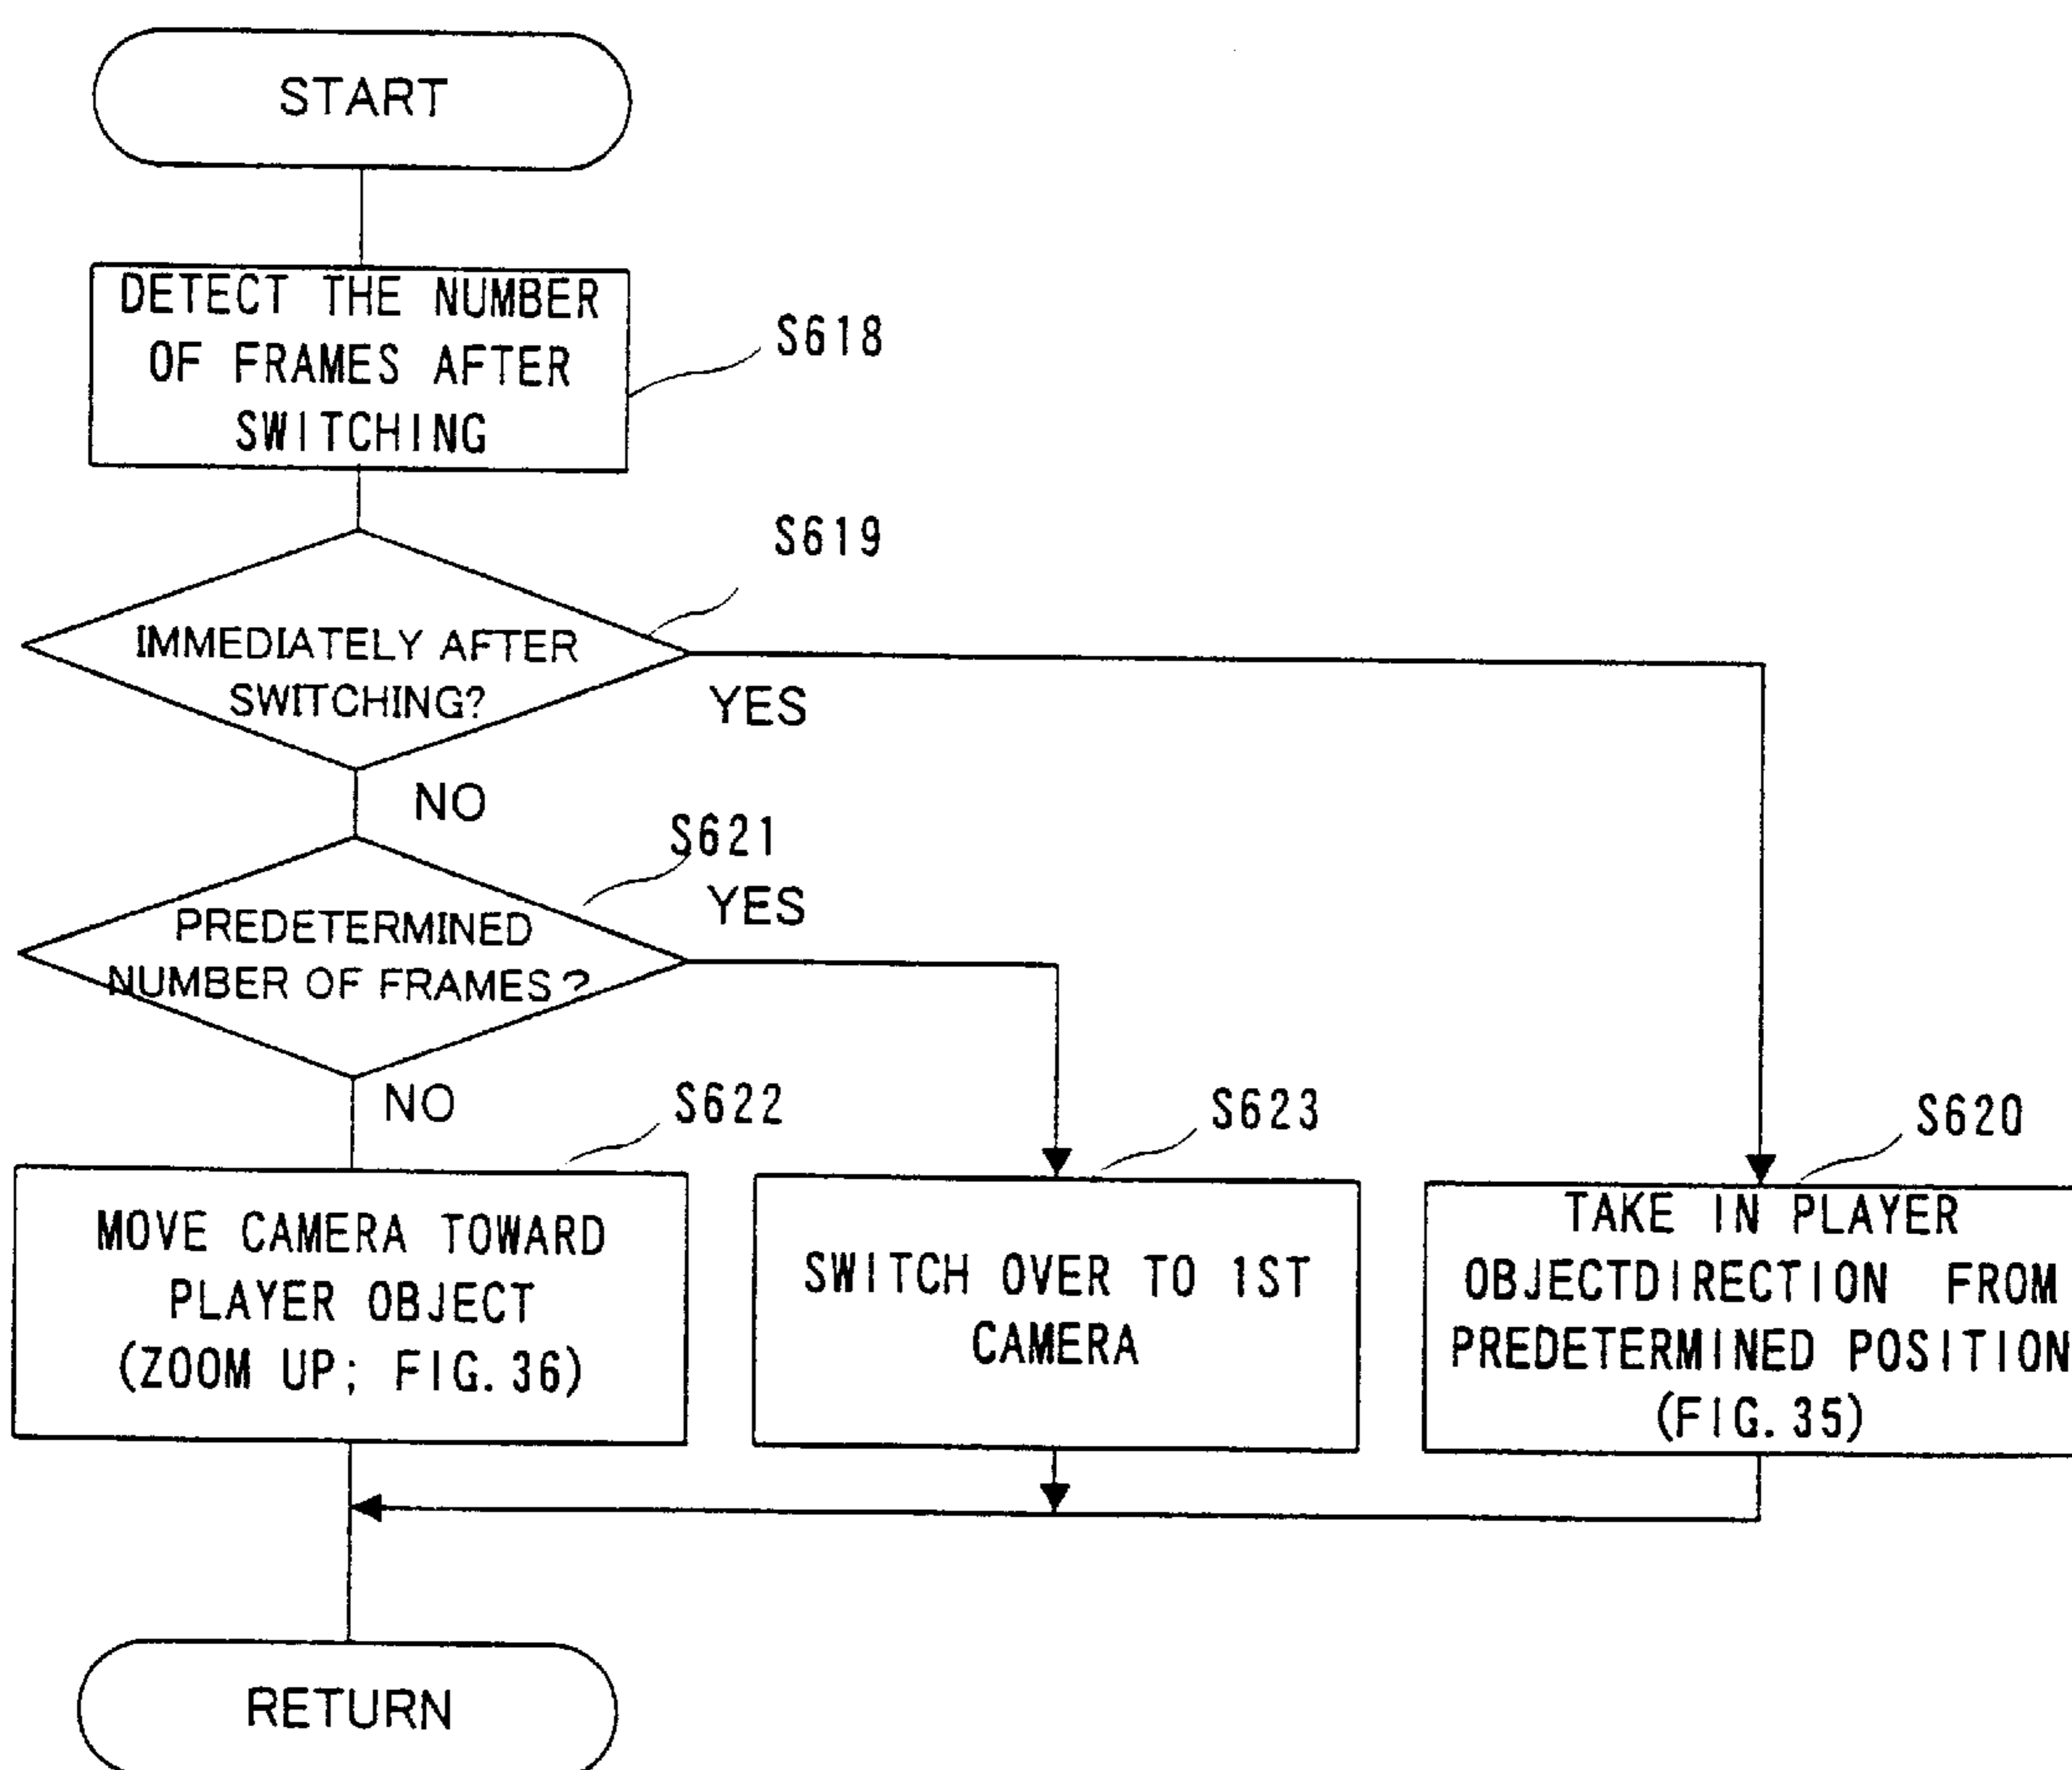 START
DETECT THE NUMBER
OF FRAMES AFTER
SWITCHING
S618
S619
IMMEDIATELY AFTER
SWITCHING?
YES
NO
S621
YES
PREDETERMINED
NUMBER OF FRAMES?
NO
S622
MOVE CAMERA TOWARD
PLAYER OBJECT
(ZOOM UP; FIG.36)
S623
SWITCH OVER TO 1ST
CAMERA
S620
TAKE IN PLAYER
OBJECTDIRECTION FROM
PREDETERMINED POSITION
(FIG.35)
RETURN